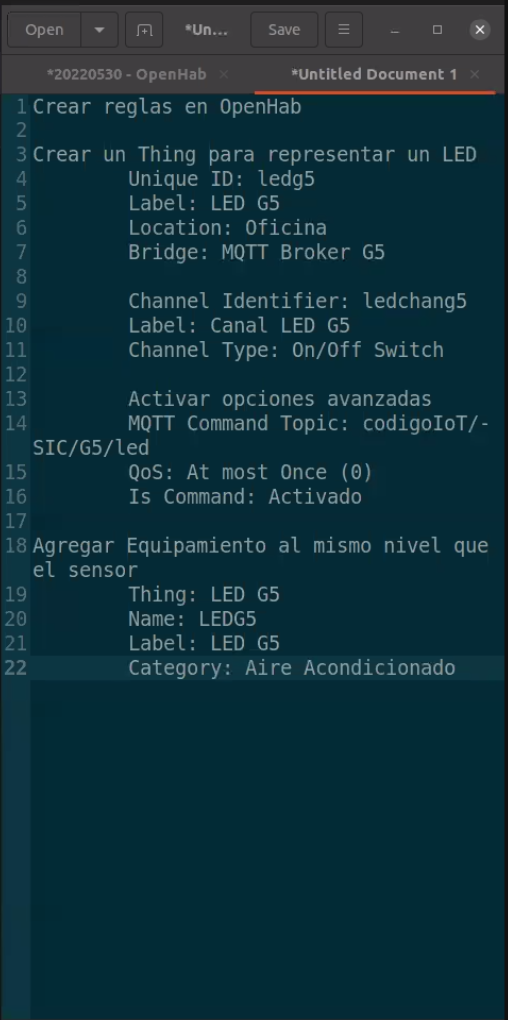 Open
*Un...
Save
*20220530 - OpenHab
*Untitled Document 1
1 Crear reglas en OpenHab
2
3 Crear un Thing para representar un LED
4 Unique ID: ledg5
5 Label: LED G5
6 Location: Oficina
7 Bridge: MQTT Broker G5
8
9 Channel Identifier: ledchang5
10 Label: Canal LED G5
11 Channel Type: On/Off Switch
12
13 Activar opciones avanzadas
14 MQTT Command Topic: codigoIoT/-
SIC/G5/led
15 QoS: At most Once (0)
16 Is Command: Activado
17
18 Agregar Equipamiento al mismo nivel que
el sensor
19 Thing: LED G5
20 Name: LEDG5
21 Label: LED G5
22 Category: Aire Acondicionado